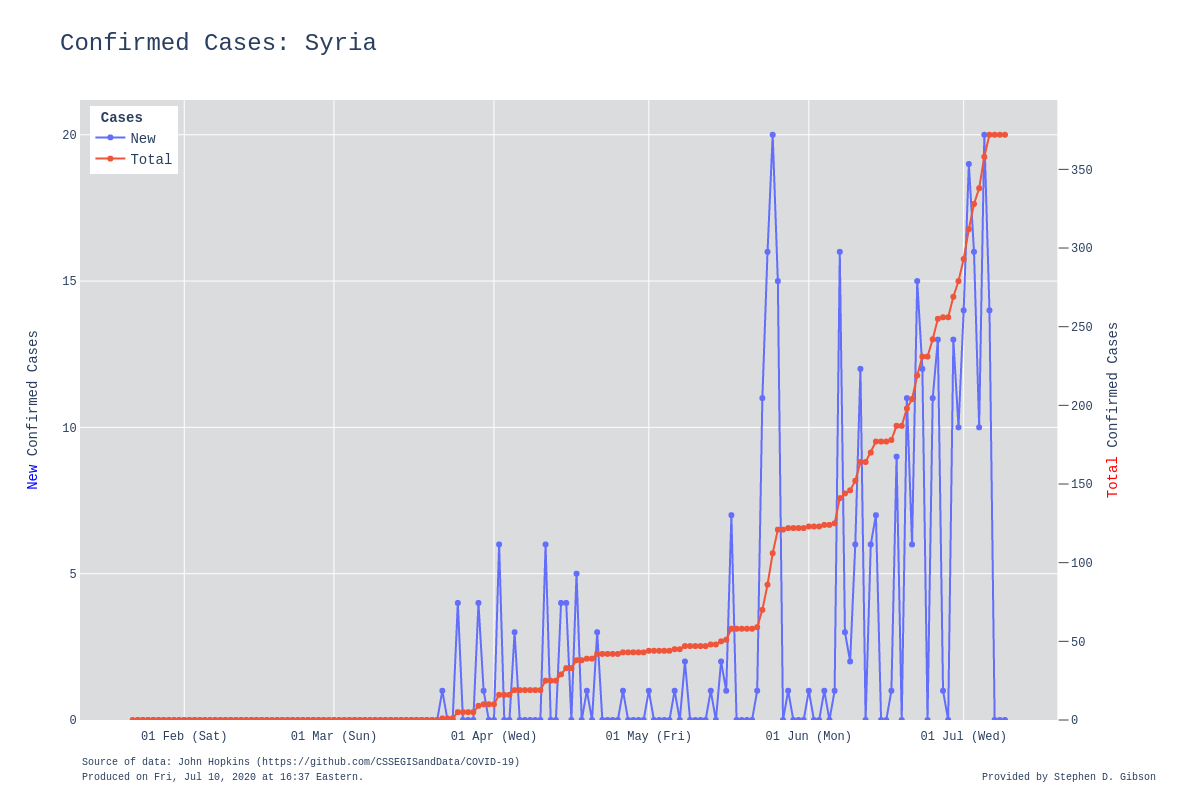 Confirmed Cases: Syria
Cases
New
Total
20
15
10
5
0
350
300
250
200
150
100
50
0
New Confirmed Cases
Total Confirmed Cases
01 Feb (Sat)
01 Mar (Sun)
01 Apr (Wed)
01 May (Fri)
01 Jun (Mon)
01 Jul (Wed)
Source of data: John Hopkins (https://github.com/CSSEGISandData/COVID-19)
Produced on Fri, Jul 10, 2020 at 16:37 Eastern.
Provided by Stephen D. Gibson